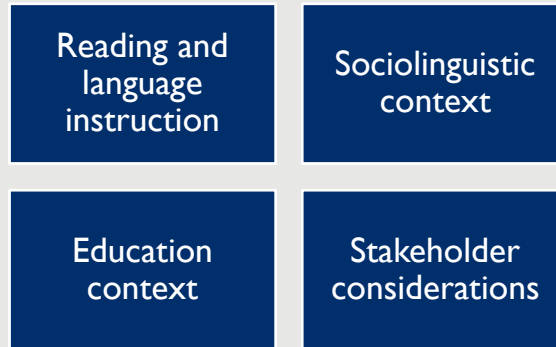 Reading and
language
instruction
Sociolinguistic
context
Education
context
Stakeholder
considerations